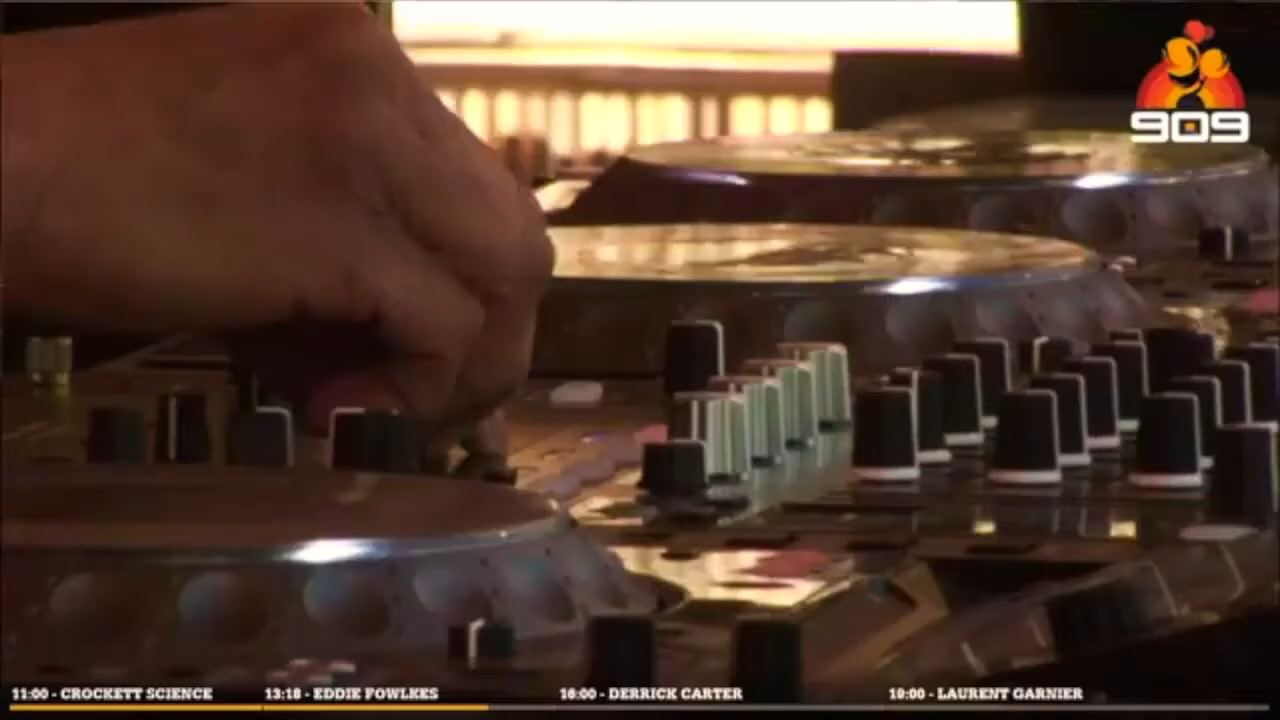 909
11:00 - CROCKETT SCIENCE
13:18 - EDDIE FOWLKES
16:00 - DERRICK CARTER
19:00 - LAURENT GARNIER